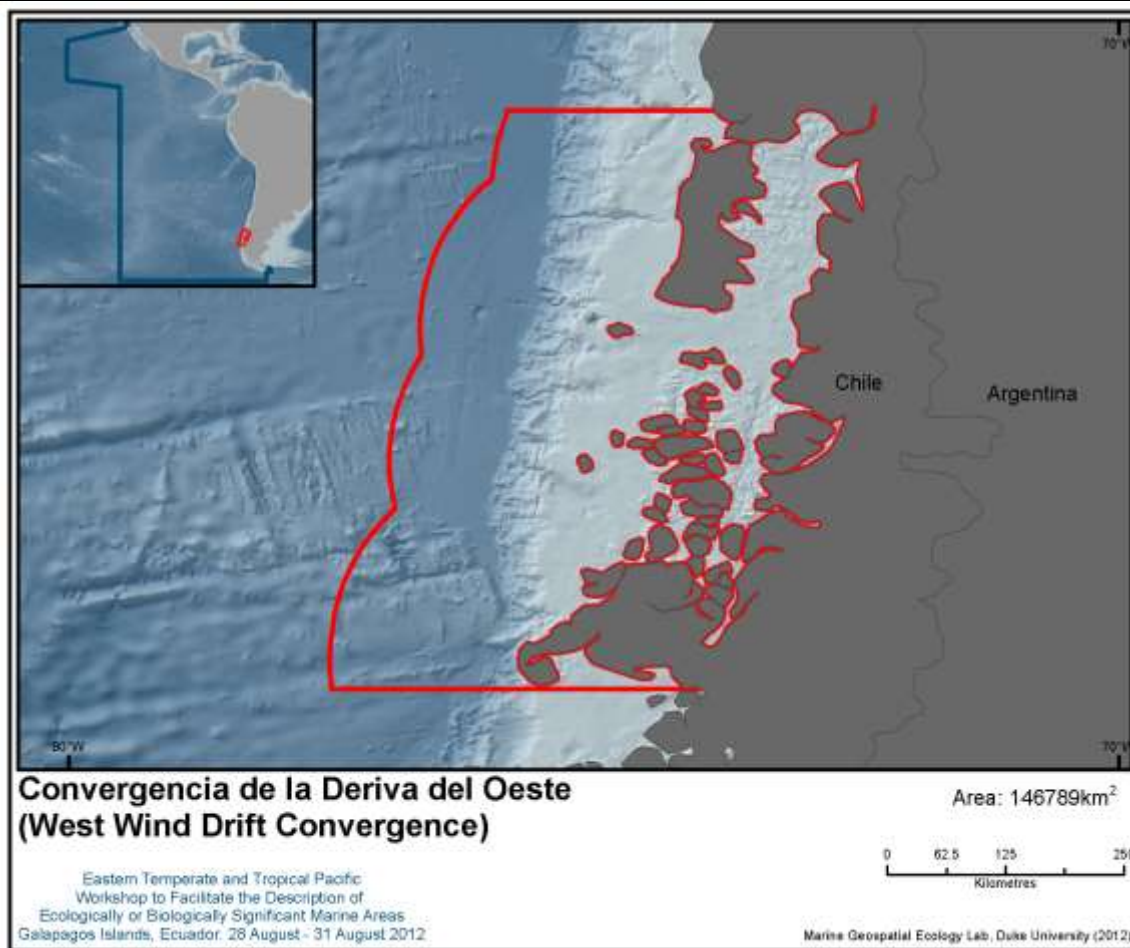 70°W
Chile
Argentina
80°W
70°W
Convergencia de la Deriva del Oeste
(West Wind Drift Convergence)
Area: 146789km²
0 62.5 125 250
Kilometres
Eastern Temperate and Tropical Pacific
Workshop to Facilitate the Description of
Ecologically or Biologically Significant Marine Areas
Galapagos Islands, Ecuador. 28 August - 31 August 2012
Marine Geospatial Ecology Lab, Duke University (2012)